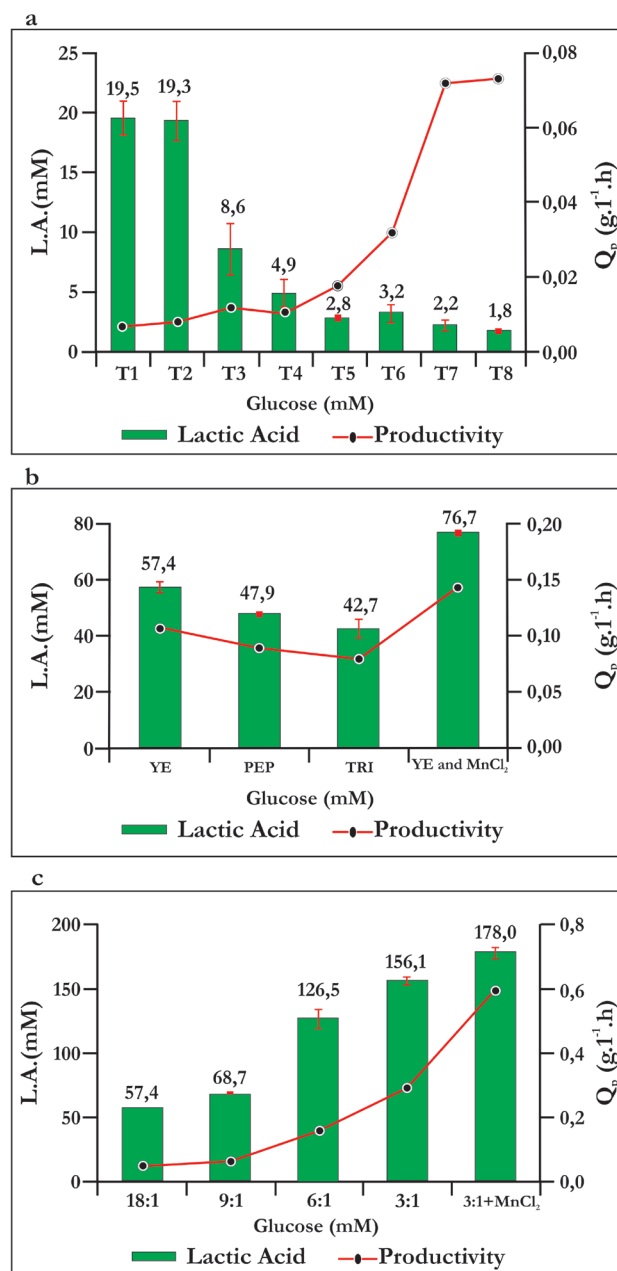 a
25
20
15
10
5
0
L.A.(mM)
19,5
19,3
8,6
4,9
2,8
3,2
2,2
1,8
0,08
0,06
0,04
0,02
0,00
Qp (g.1⁻¹.h)
T1 T2 T3 T4 T5 T6 T7 T8
Glucose (mM)
Lactic Acid Productivity
b
80
60
40
20
0
L.A.(mM)
57,4
47,9
42,7
76,7
0,20
0,15
0,10
0,05
0,00
Qp (g.1⁻¹.h)
YE PEP TRI YE and MnCl₂
Glucose (mM)
Lactic Acid Productivity
c
200
150
100
50
0
L.A.(mM)
57,4
68,7
126,5
156,1
178,0
0,8
0,6
0,4
0,2
0,0
Qp (g.1⁻¹.h)
18:1 9:1 6:1 3:1 3:1+MnCl₂
Glucose (mM)
Lactic Acid Productivity